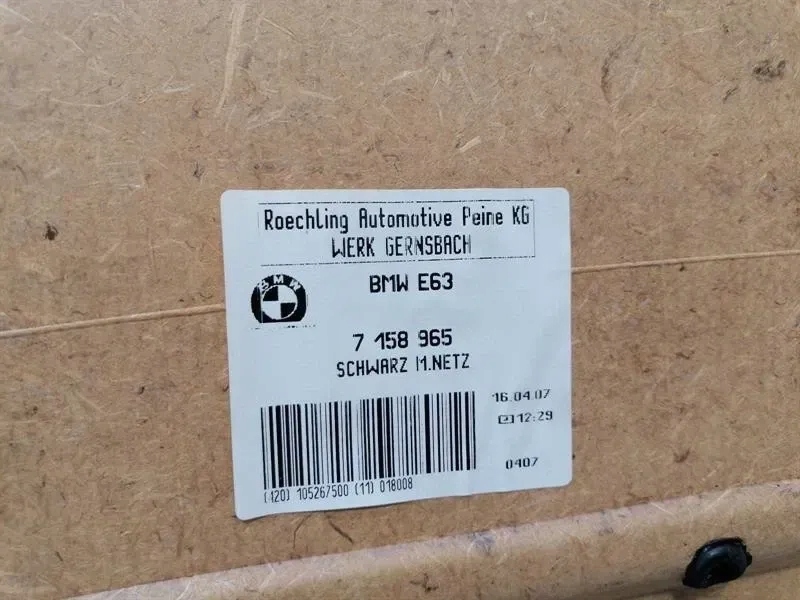 Roechling Automotive Peine KG
WERK GERNSBACH
BMW
BMW E63
7 158 965
SCHWARZ M.NETZ
16.04.07
12:29
0407
(120) 105267500 (11) 018008